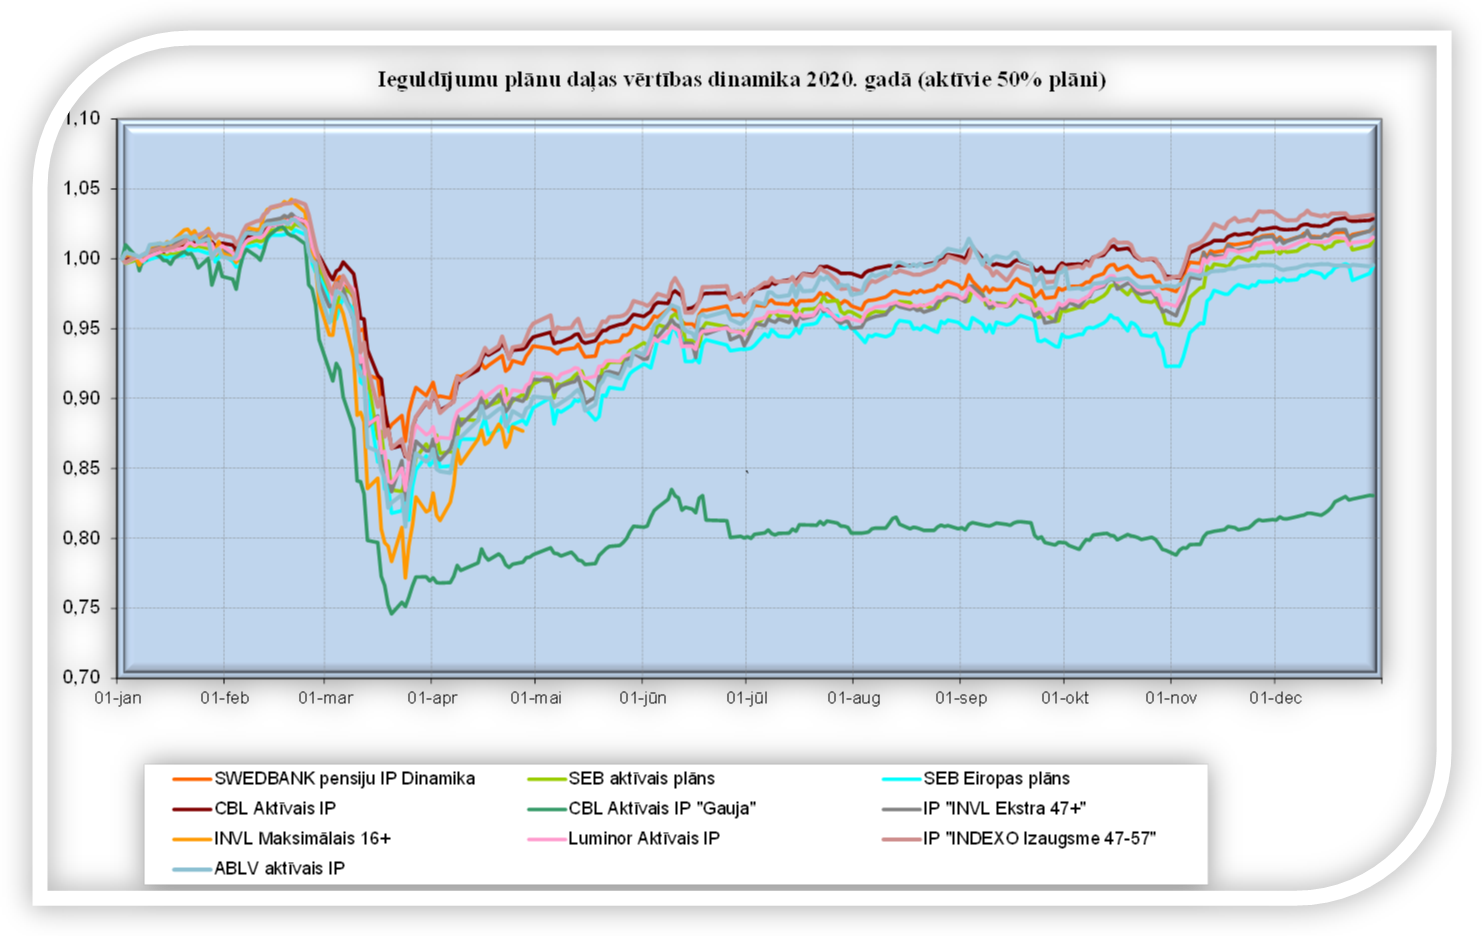 Ieguldījumu plānu daļas vērtības dinamika 2020. gadā (aktīvie 50% plāni)
1,10
1,05
1,00
0,95
0,90
0,85
0,80
0,75
0,70
01-jan 01-feb 01-mar 01-apr 01-mai 01-jūn 01-jūl 01-aug 01-sep 01-okt 01-nov 01-dec
SWEDBANK pensiju IP Dinamika SEB aktīvais plāns SEB Eiropas plāns
CBL Aktīvais IP CBL Aktīvais IP "Gauja" IP "INVL Ekstra 47+"
INVL Maksimālais 16+ Luminor Aktīvais IP IP "INDEXO Izaugsme 47-57"
ABLV aktīvais IP